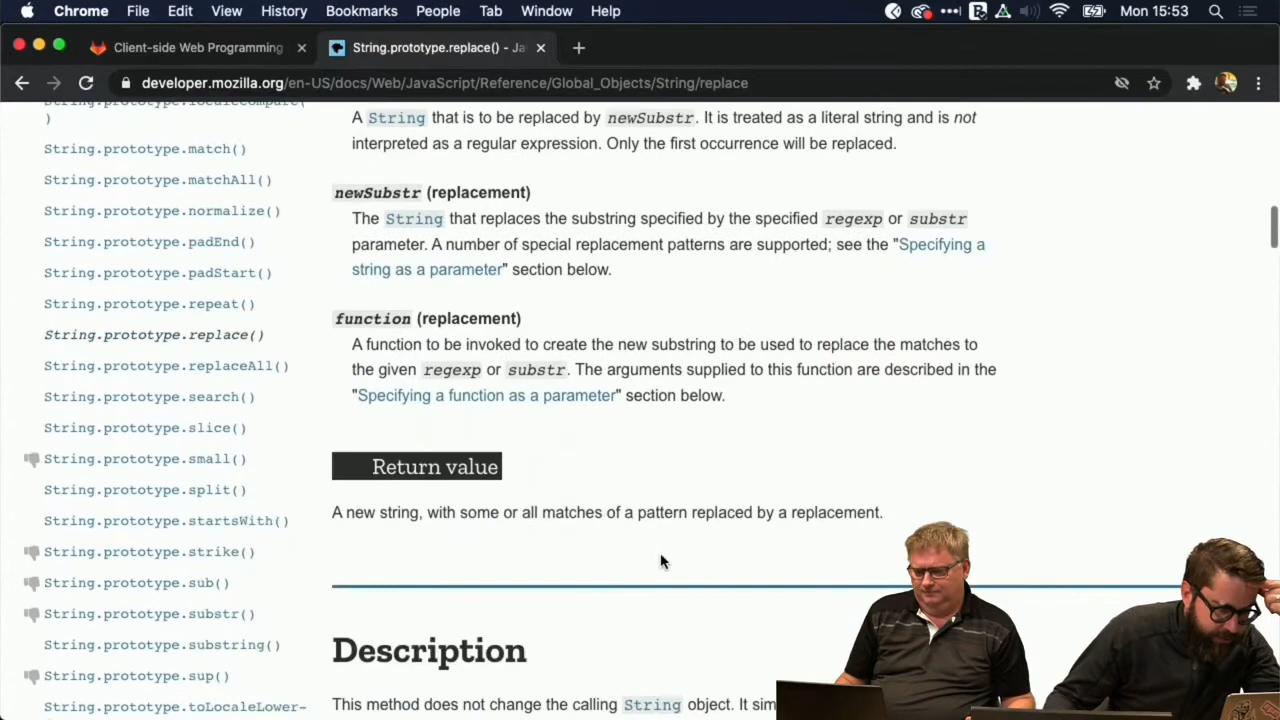 Chrome File Edit View History Bookmarks People Tab Window Help Mon 15:53
Client-side Web Programming
String.prototype.replace() - Ja
developer.mozilla.org/en-US/docs/Web/JavaScript/Reference/Global_Objects/String/replace
String.prototype.localeCompare(
)
String.prototype.match()
String.prototype.matchAll()
String.prototype.normalize()
String.prototype.padEnd()
String.prototype.padStart()
String.prototype.repeat()
String.prototype.replace()
String.prototype.replaceAll()
String.prototype.search()
String.prototype.slice()
String.prototype.small()
String.prototype.split()
String.prototype.startsWith()
String.prototype.strike()
String.prototype.sub()
String.prototype.substr()
String.prototype.substring()
String.prototype.sup()
String.prototype.toLocaleLower-
A String that is to be replaced by newSubstr. It is treated as a literal string and is not
interpreted as a regular expression. Only the first occurrence will be replaced.
newSubstr (replacement)
The String that replaces the substring specified by the specified regexp or substr
parameter. A number of special replacement patterns are supported; see the "Specifying a
string as a parameter" section below.
function (replacement)
A function to be invoked to create the new substring to be used to replace the matches to
the given regexp or substr. The arguments supplied to this function are described in the
"Specifying a function as a parameter" section below.
Return value
A new string, with some or all matches of a pattern replaced by a replacement.
Description
This method does not change the calling String object. It sim